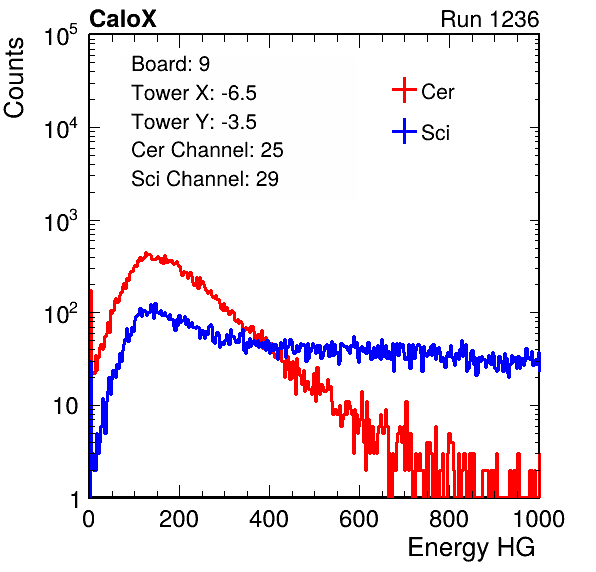 CaloX Run 1236
Counts
Board: 9
Tower X: -6.5
Tower Y: -3.5
Cer Channel: 25
Sci Channel: 29
Cer
Sci
10^5
10^4
10^3
10^2
10
1
0 200 400 600 800 1000
Energy HG